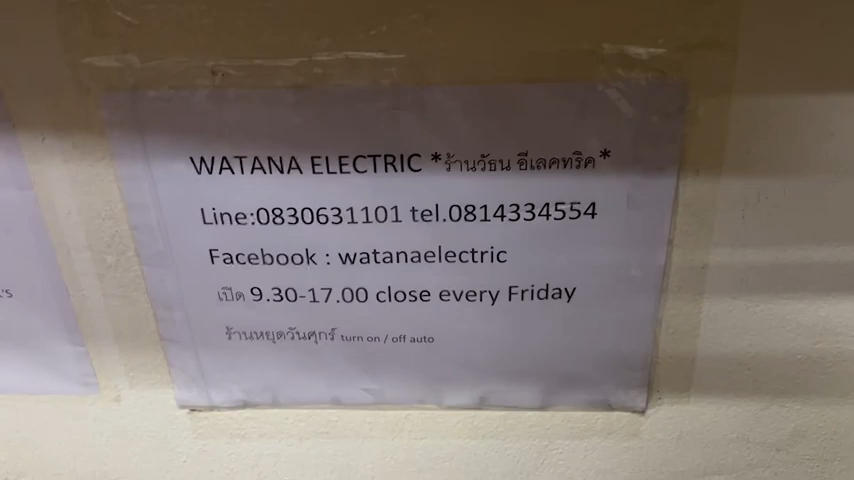 WATANA ELECTRIC *ร้านวัธน อีเลคทริค*
Line:0830631101 tel.0814334554
Facebook : watanaelectric
เปิด 9.30-17.00 close every Friday
ร้านหยุดวันศุกร์ turn on / off auto